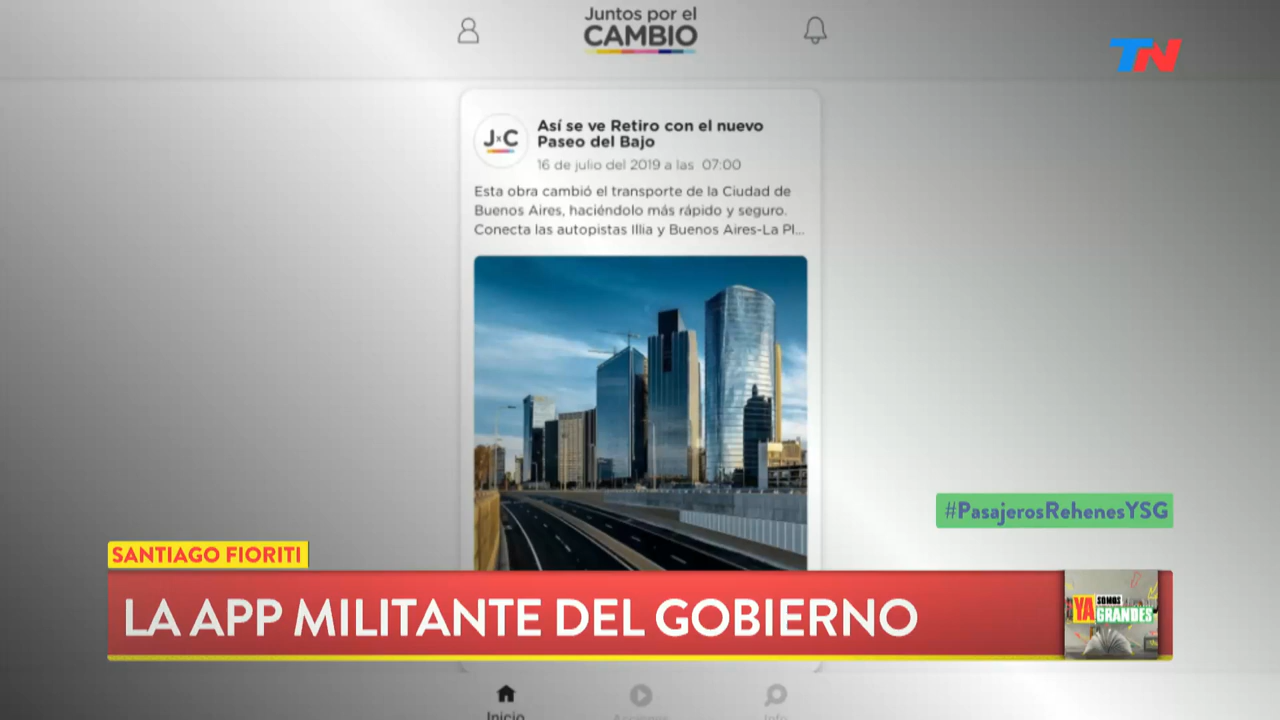 Juntos por el
CAMBIO
TN
JxC
Así se ve Retiro con el nuevo
Paseo del Bajo
16 de julio del 2019 a las 07:00
Esta obra cambió el transporte de la Ciudad de
Buenos Aires, haciéndolo más rápido y seguro.
Conecta las autopistas Illia y Buenos Aires-La Pl...
#PasajerosRehenesYSG
SANTIAGO FIORITI
LA APP MILITANTE DEL GOBIERNO
YA SOMOS
GRANDES
Inicio